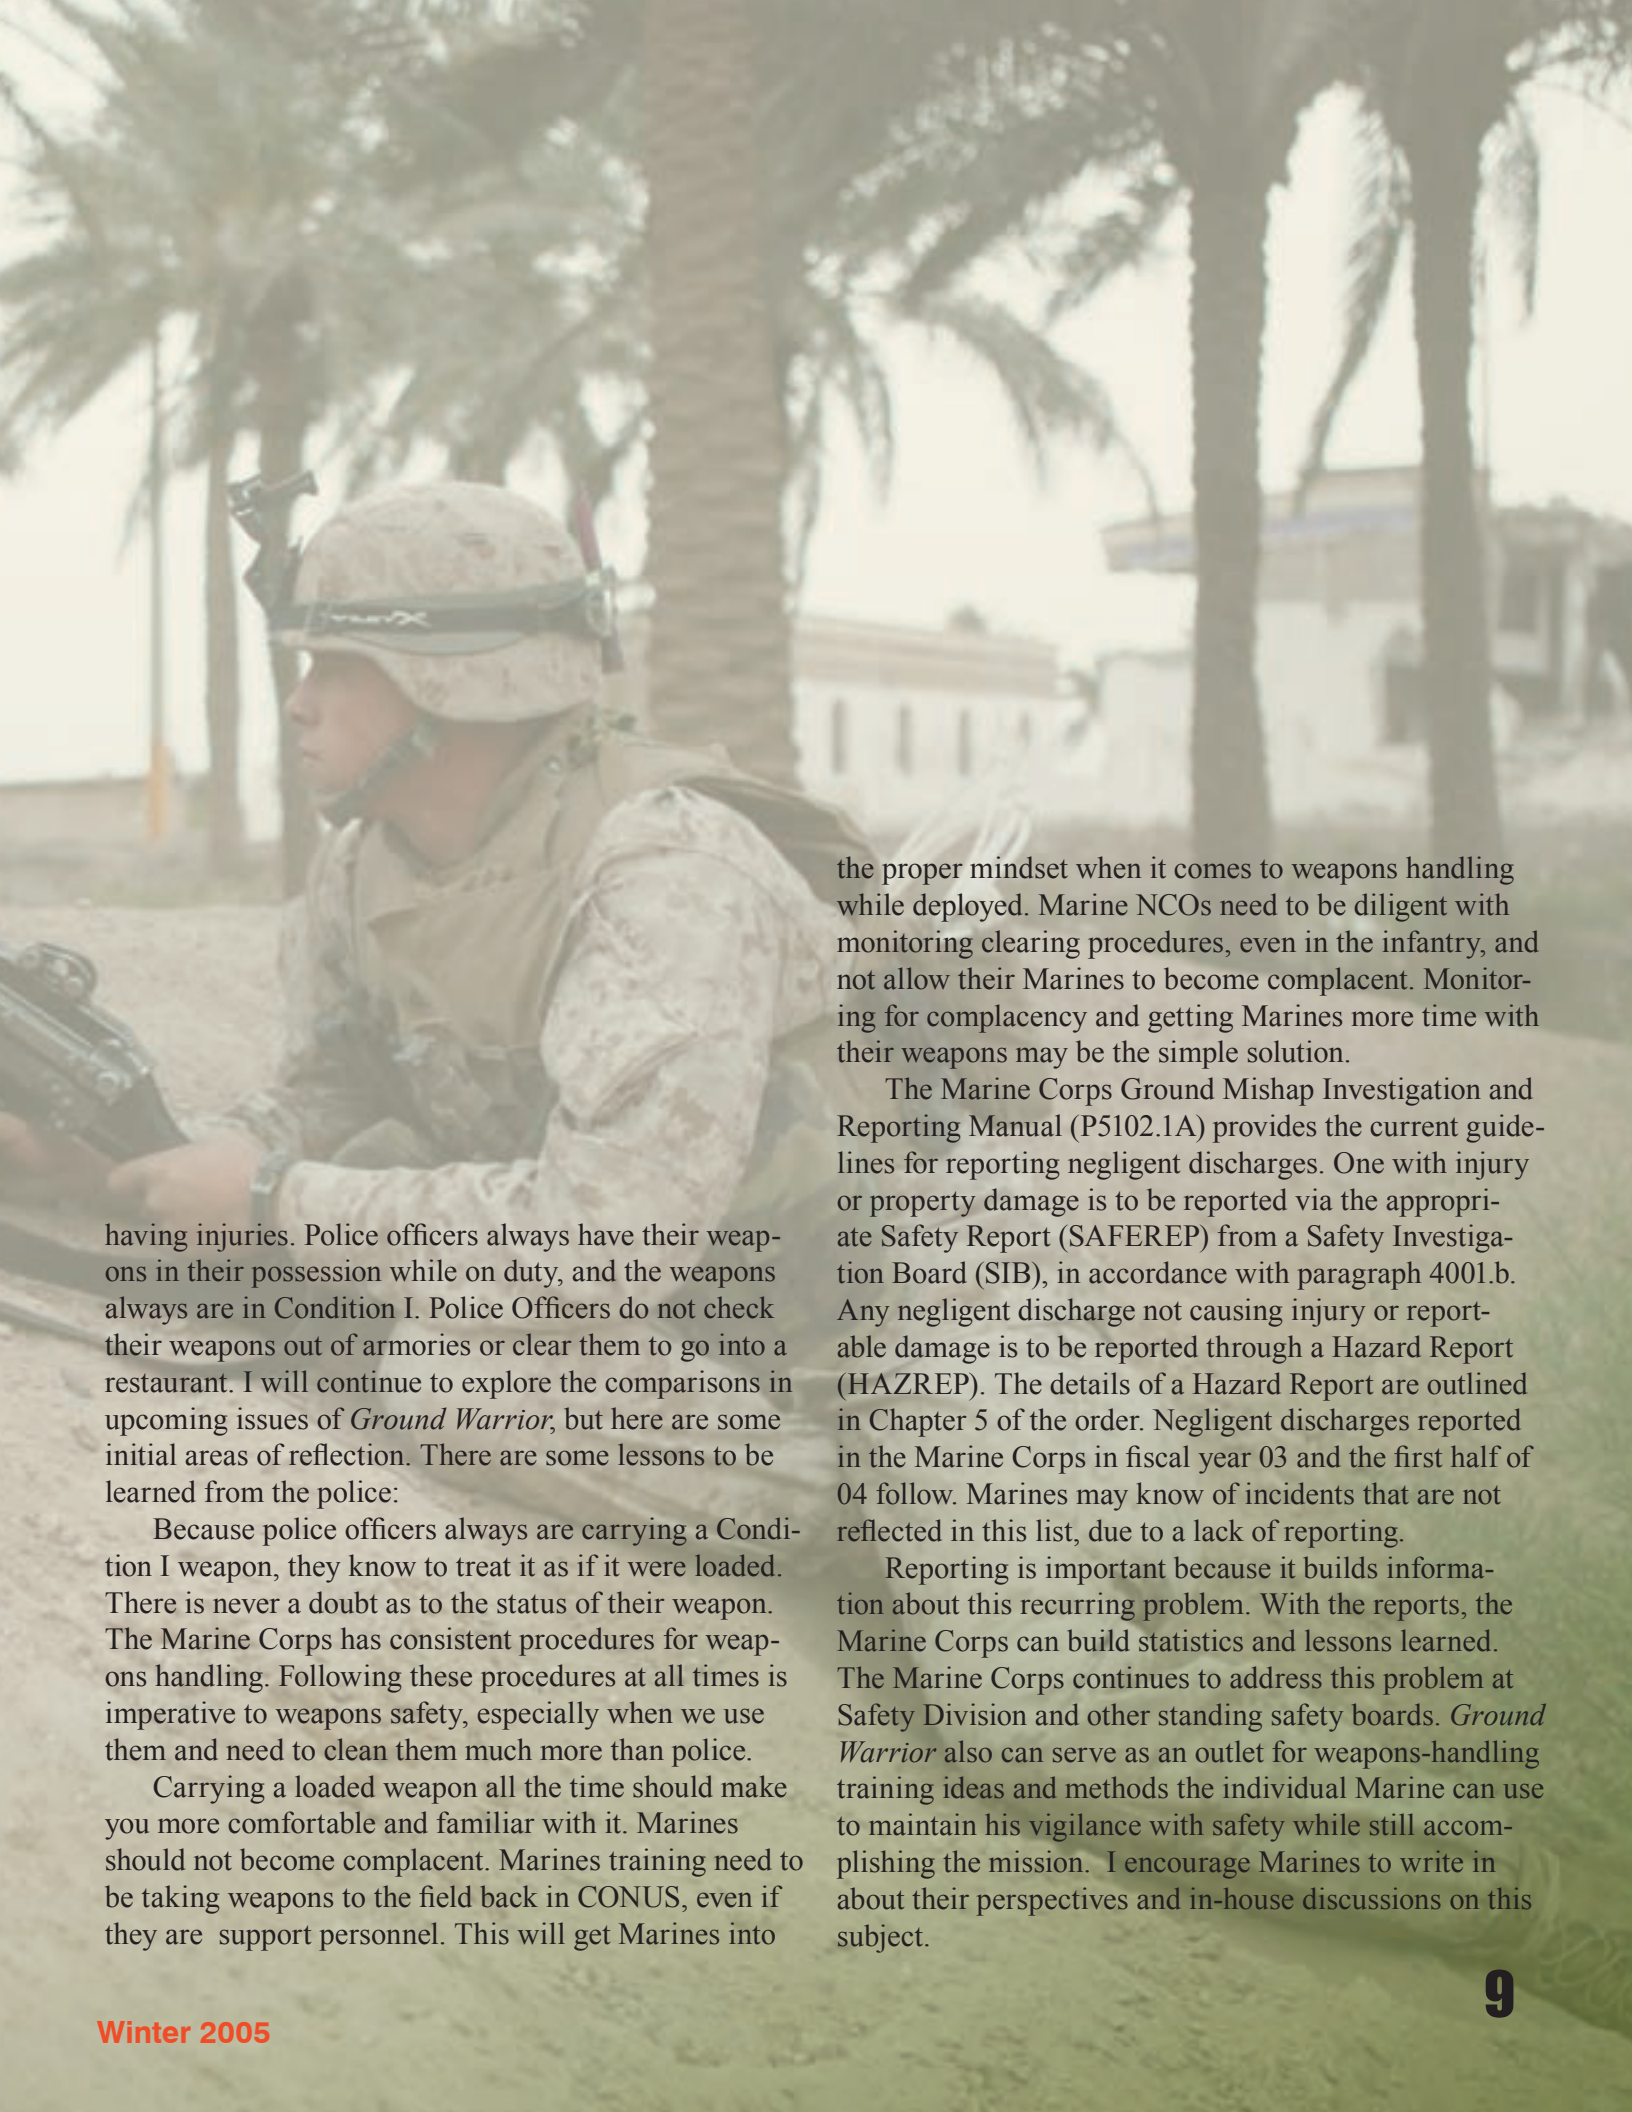 having injuries. Police officers always have their weap-
ons in their possession while on duty, and the weapons
always are in Condition I. Police Officers do not check
their weapons out of armories or clear them to go into a
restaurant. I will continue to explore the comparisons in
upcoming issues of Ground Warrior, but here are some
initial areas of reflection. There are some lessons to be
learned from the police:
Because police officers always are carrying a Condi-
tion I weapon, they know to treat it as if it were loaded.
There is never a doubt as to the status of their weapon.
The Marine Corps has consistent procedures for weap-
ons handling. Following these procedures at all times is
imperative to weapons safety, especially when we use
them and need to clean them much more than police.
Carrying a loaded weapon all the time should make
you more comfortable and familiar with it. Marines
should not become complacent. Marines training need to
be taking weapons to the field back in CONUS, even if
they are  support personnel. This will get Marines into
the proper mindset when it comes to weapons handling
while deployed. Marine NCOs need to be diligent with
monitoring clearing procedures, even in the infantry, and
not allow their Marines to become complacent. Monitor-
ing for complacency and getting Marines more time with
their weapons may be the simple solution.
The Marine Corps Ground Mishap Investigation and
Reporting Manual (P5102.1A) provides the current guide-
lines for reporting negligent discharges. One with injury
or property damage is to be reported via the appropri-
ate Safety Report (SAFEREP) from a Safety Investiga-
tion Board (SIB), in accordance with paragraph 4001.b.
Any negligent discharge not causing injury or report-
able damage is to be reported through a Hazard Report
(HAZREP). The details of a Hazard Report are outlined
in Chapter 5 of the order. Negligent discharges reported
in the Marine Corps in fiscal year 03 and the first half of
04 follow. Marines may know of incidents that are not
reflected in this list, due to a lack of reporting.
Reporting is important because it builds informa-
tion about this recurring problem. With the reports, the
Marine Corps can build statistics and lessons learned.
The Marine Corps continues to address this problem at
Safety Division and other standing safety boards. Ground
Warrior also can serve as an outlet for weapons-handling
training ideas and methods the individual Marine can use
to maintain his vigilance with safety while still accom-
plishing the mission.  I encourage Marines to write in
about their perspectives and in-house discussions on this
subject.
9
Winter 2005